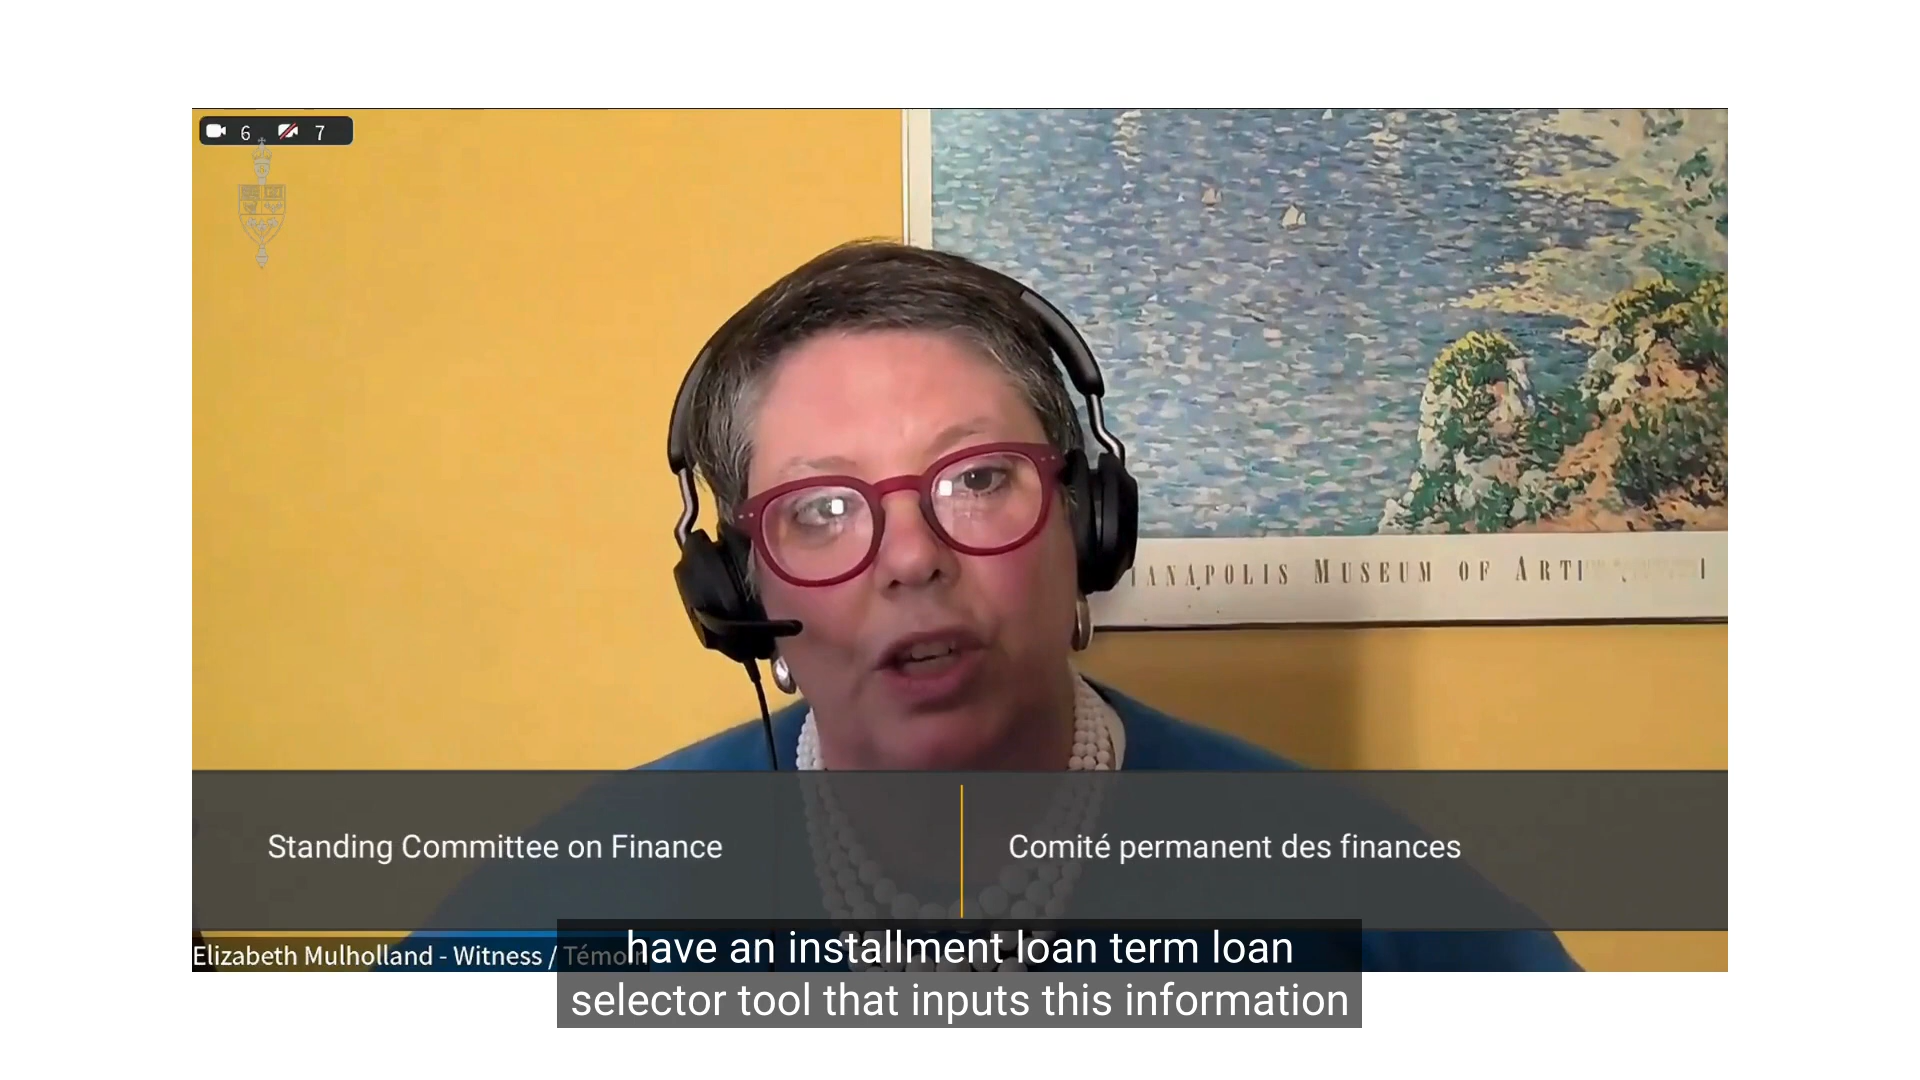 6 7
IANAPOLIS MUSEUM OF ART
Standing Committee on Finance
Comité permanent des finances
Elizabeth Mulholland - Witness / Témoin
have an installment loan term loan
selector tool that inputs this information